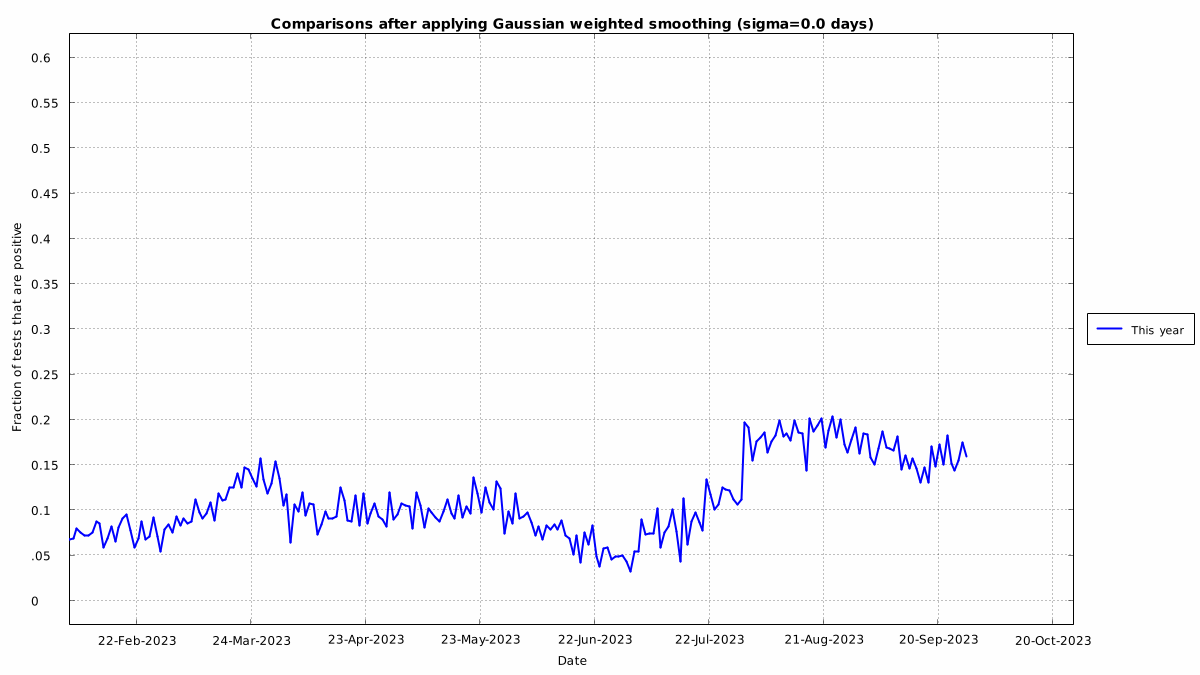 Comparisons after applying Gaussian weighted smoothing (sigma=0.0 days)
0.6
0.55
0.5
0.45
0.4
0.35
0.3
0.25
0.2
0.15
0.1
.05
0
Fraction of tests that are positive
This year
22-Feb-2023 24-Mar-2023 23-Apr-2023 23-May-2023 22-Jun-2023 22-Jul-2023 21-Aug-2023 20-Sep-2023 20-Oct-2023
Date